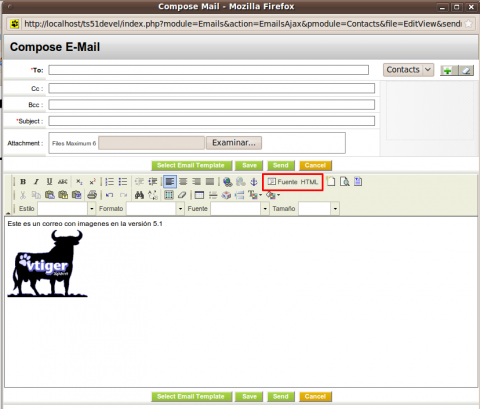 Compose Mail - Mozilla Firefox
http://localhost/ts51devel/index.php?module=Emails&action=EmailsAjax&pmodule=Contacts&file=EditView&send
Compose E-Mail
*To: Contacts
Cc :
Bcc :
*Subject :
Attachment : Files Maximum 6 Examinar...
Select Email Template Save Send Cancel
B I U ABC Fuente HTML
Estilo Formato Fuente Tamaño
Este es un correo con imagenes en la versión 5.1
vtiger
Select Email Template Save Send Cancel